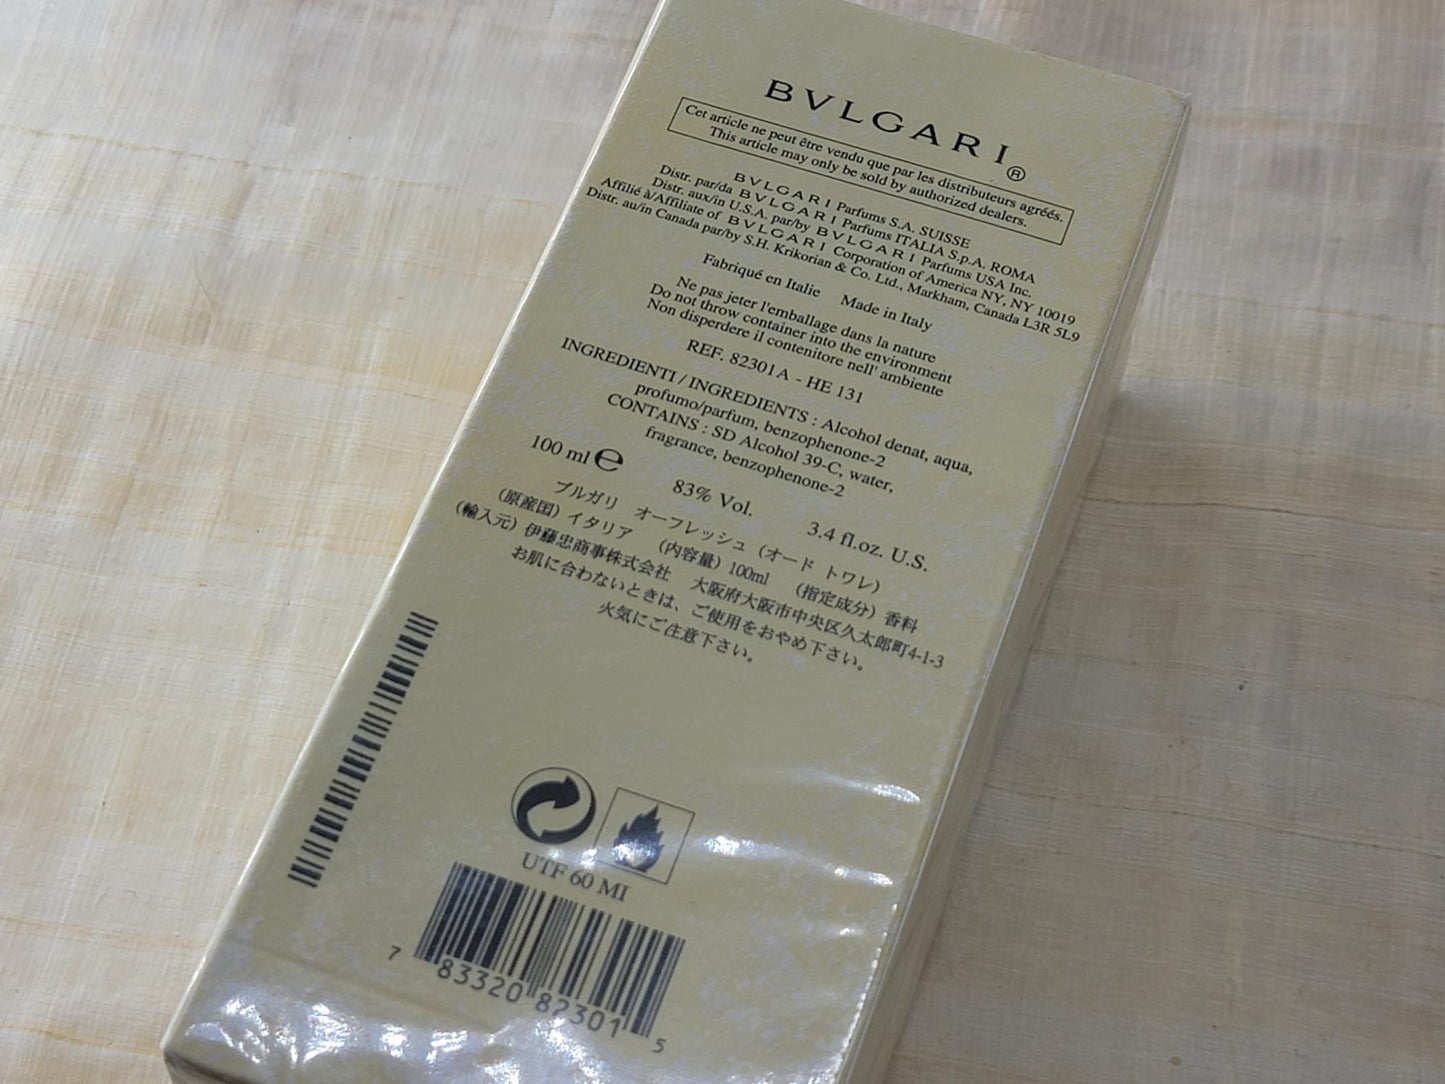 BVLGARI®
Cet article ne peut être vendu que par les distributeurs agréés.
This article may only be sold by authorized dealers.
Distr. par/da BVLGARI Parfums S.A. SUISSE
BVLGARI Parfums ITALIA S.p.A. ROMA
Distr. aux/in U.S.A. par/by BVLGARI Parfums USA Inc.
Affilié à/Affiliate of BVLGARI Corporation of America NY, NY 10019
Distr. au/in Canada par/by S.H. Krikorian & Co. Ltd., Markham, Canada L3R 5L9
Fabriqué en Italie Made in Italy
Ne pas jeter l'emballage dans la nature
Do not throw container into the environment
Non disperdere il contenitore nell' ambiente
REF. 82301A - HE 131
INGREDIENTI / INGREDIENTS : Alcohol denat, aqua,
profumo/parfum, benzophenone-2
CONTAINS : SD Alcohol 39-C, water,
fragrance, benzophenone-2
100 ml ℮ 83% Vol. 3.4 fl.oz. U.S.
ブルガリ オーフレッシュ (オード トワレ)
(原産国) イタリア (内容量) 100ml (指定成分) 香料
(輸入元) 伊藤忠商事株式会社 大阪府大阪市中央区久太郎町4-1-3
お肌に合わないときは、ご使用をおやめ下さい。
火気にご注意下さい。
UTF 60 MI
7 83320 82301 5